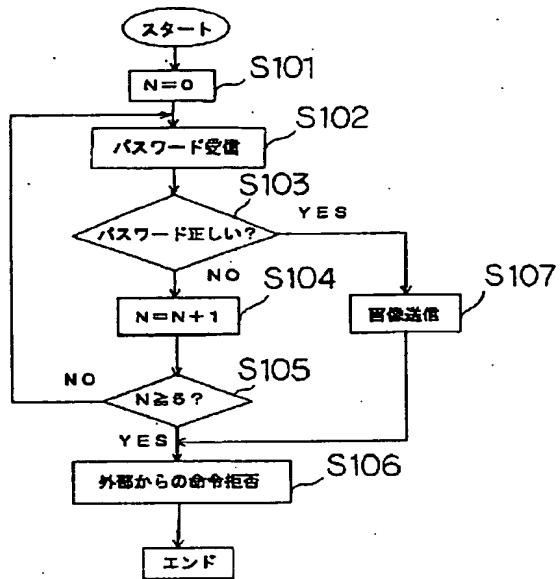 スタート
S101
N=0
S102
パスワード受信
S103
パスワード正しい?
YES
NO
S104
N=N+1
S107
画像送信
S105
N≧5?
NO
YES
S106
外部からの命令拒否
エンド